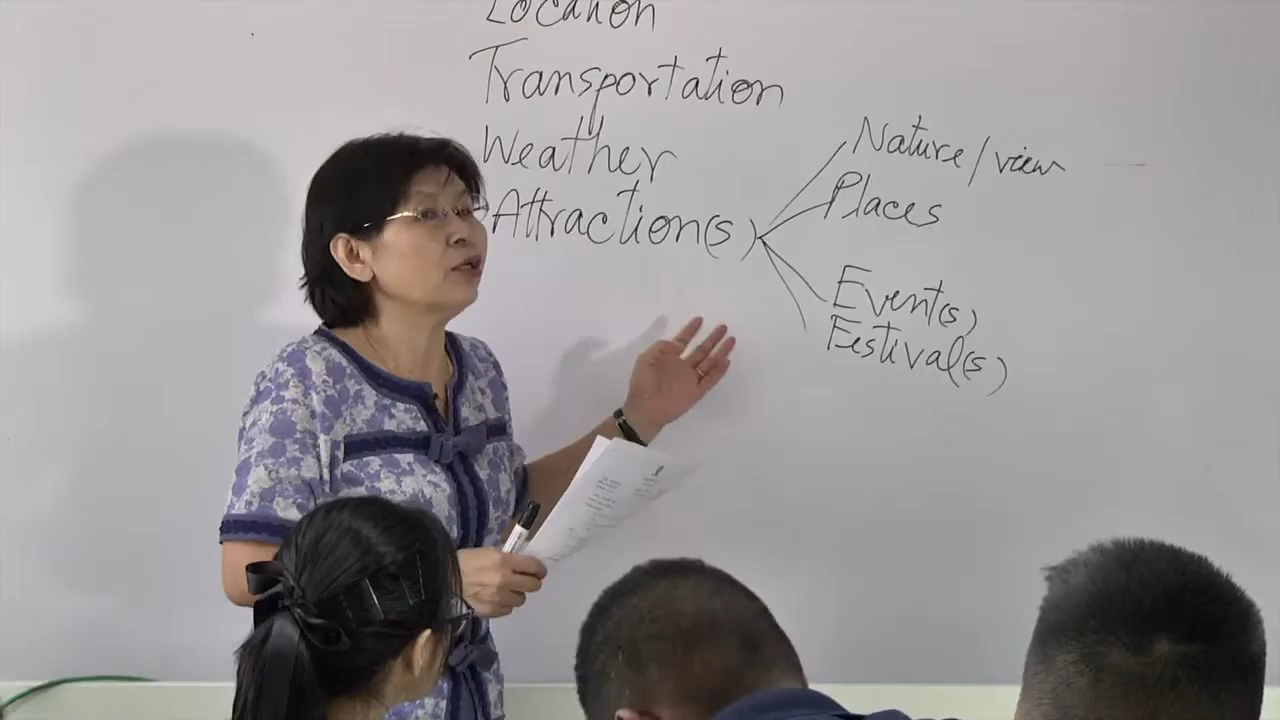 Location
Transportation
Weather
Attraction(s)
Nature/view
Places
Event(s)
Festival(s)